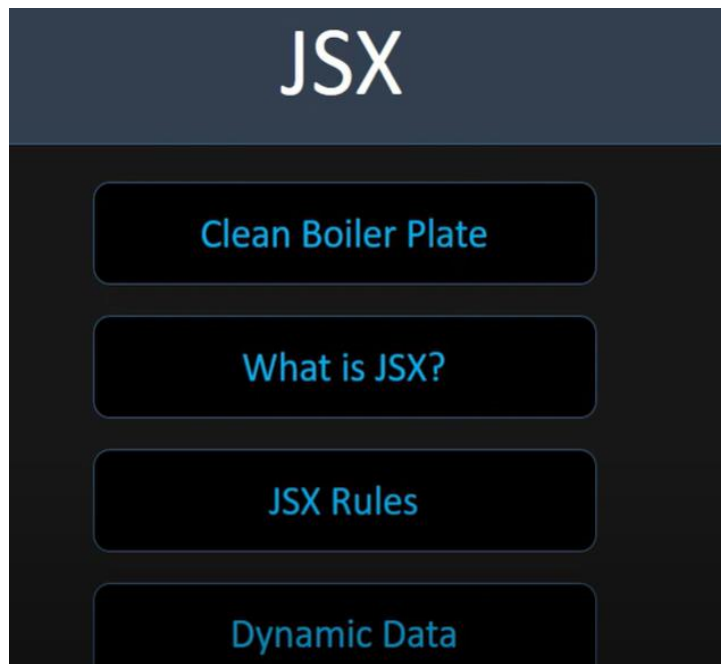 JSX
Clean Boiler Plate
What is JSX?
JSX Rules
Dynamic Data